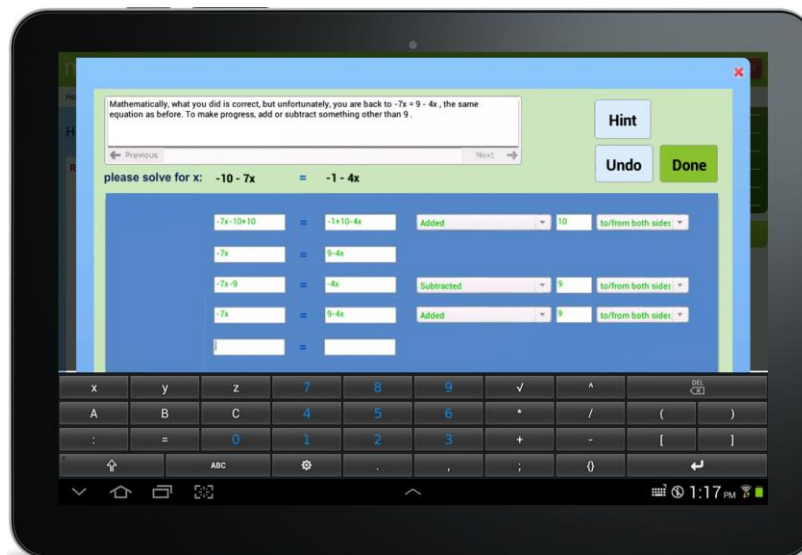 Mathematically, what you did is correct, but unfortunately, you are back to -7x = 9 - 4x , the same
equation as before. To make progress, add or subtract something other than 9 .
Previous
Next
Hint
Undo
Done
please solve for x: -10 - 7x = -1 - 4x
-7x-10+10 = -1+10-4x Added 10 to/from both sides
-7x = 9-4x
-7x-9 = -4x Subtracted 9 to/from both sides
-7x = 9-4x Added 9 to/from both sides
=
x y z 7 8 9 √ ^ DEL
A B C 4 5 6 * / ( )
: = 0 1 2 3 + - [ ]
ABC . , ; {}
1:17 PM